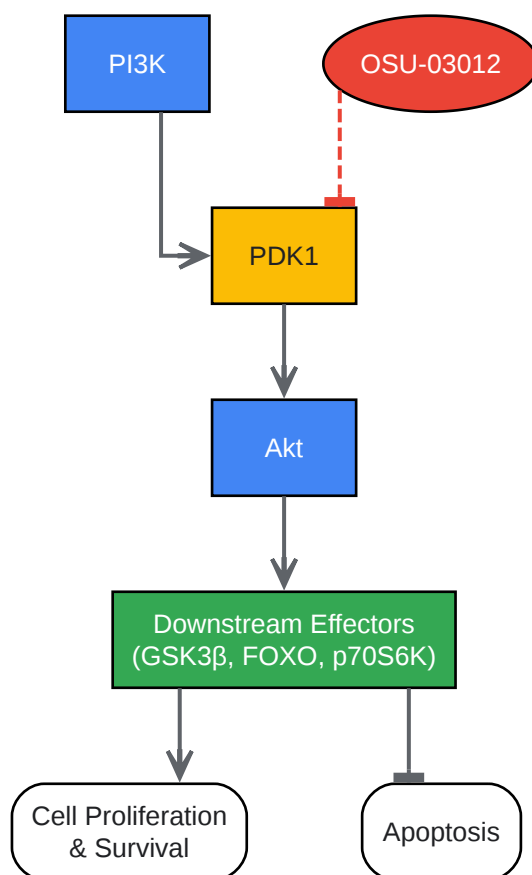 PI3K
OSU-03012
PDK1
Akt
Downstream Effectors
(GSK3β, FOXO, p70S6K)
Cell Proliferation
& Survival
Apoptosis